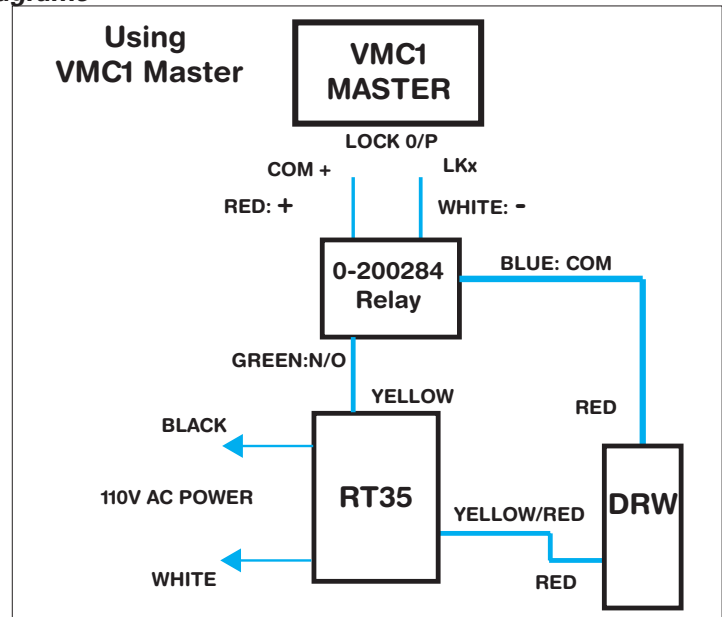 Using
VMC1 Master
VMC1
MASTER
LOCK 0/P
COM +
LKx
RED: +
WHITE: -
0-200284
Relay
BLUE: COM
GREEN:N/O
YELLOW
RED
BLACK
110V AC POWER
RT35
YELLOW/RED
DRW
WHITE
RED